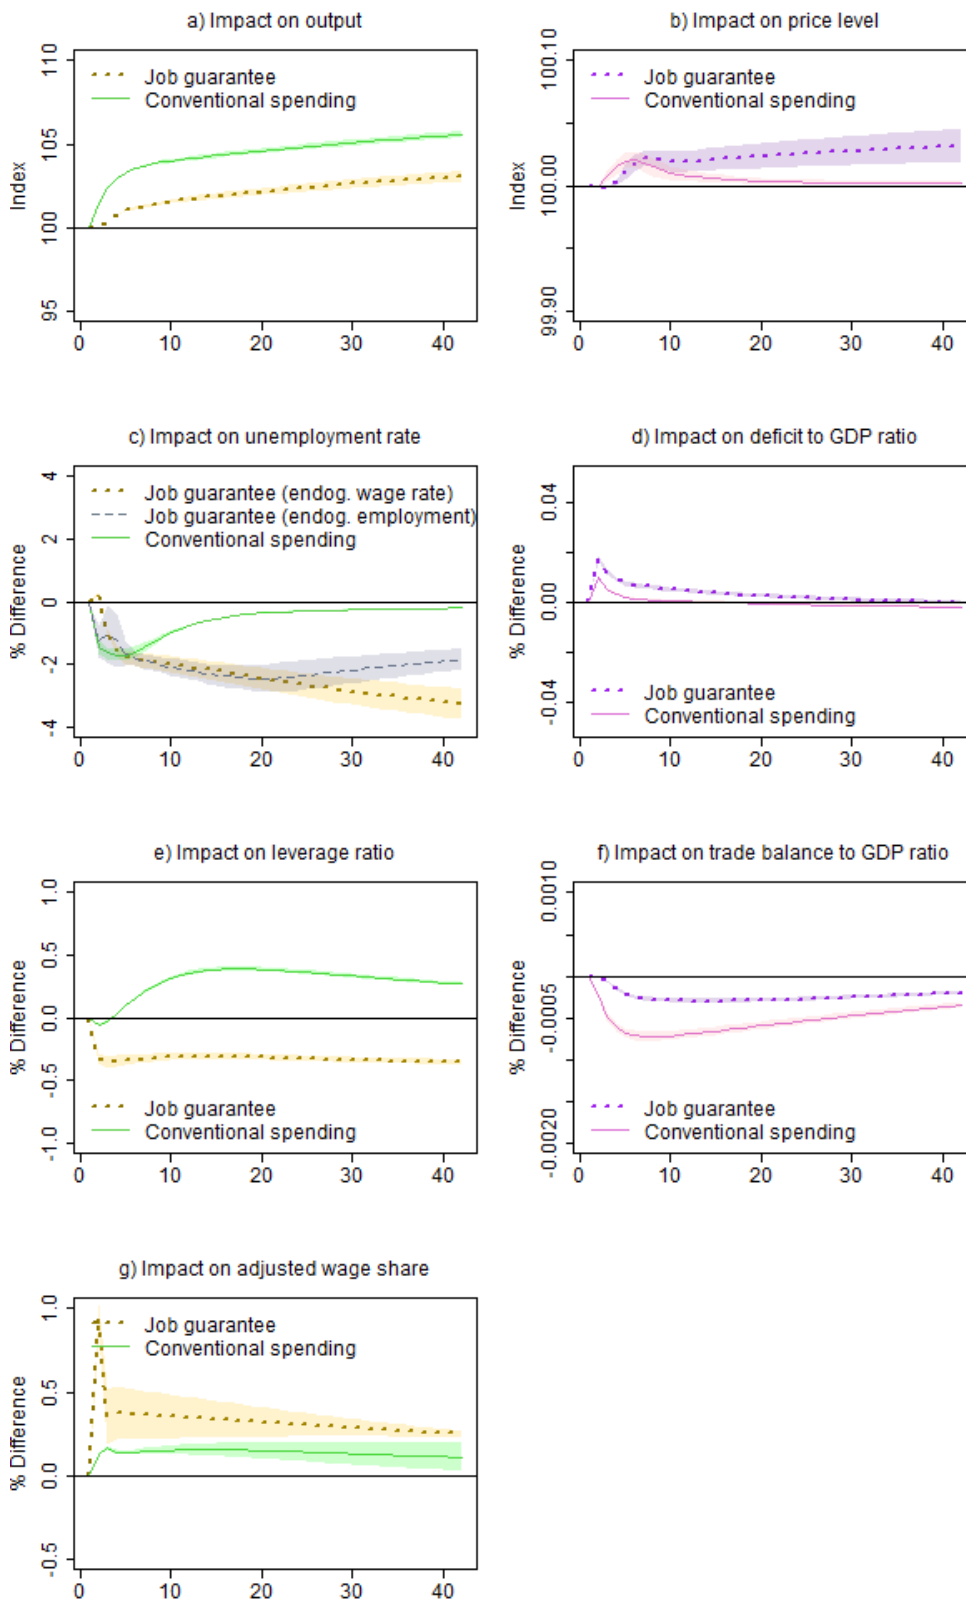 a) Impact on output
Index
110
105
100
95
Job guarantee
Conventional spending
0 10 20 30 40
b) Impact on price level
Index
100.10
100.00
99.90
Job guarantee
Conventional spending
0 10 20 30 40
c) Impact on unemployment rate
% Difference
4
2
0
-2
-4
Job guarantee (endog. wage rate)
Job guarantee (endog. employment)
Conventional spending
0 10 20 30 40
d) Impact on deficit to GDP ratio
% Difference
0.04
0.00
-0.04
Job guarantee
Conventional spending
0 10 20 30 40
e) Impact on leverage ratio
% Difference
1.0
0.5
0.0
-0.5
-1.0
Job guarantee
Conventional spending
0 10 20 30 40
f) Impact on trade balance to GDP ratio
% Difference
0.0010
-0.0005
-0.0020
Job guarantee
Conventional spending
0 10 20 30 40
g) Impact on adjusted wage share
% Difference
1.0
0.5
0.0
-0.5
Job guarantee
Conventional spending
0 10 20 30 40